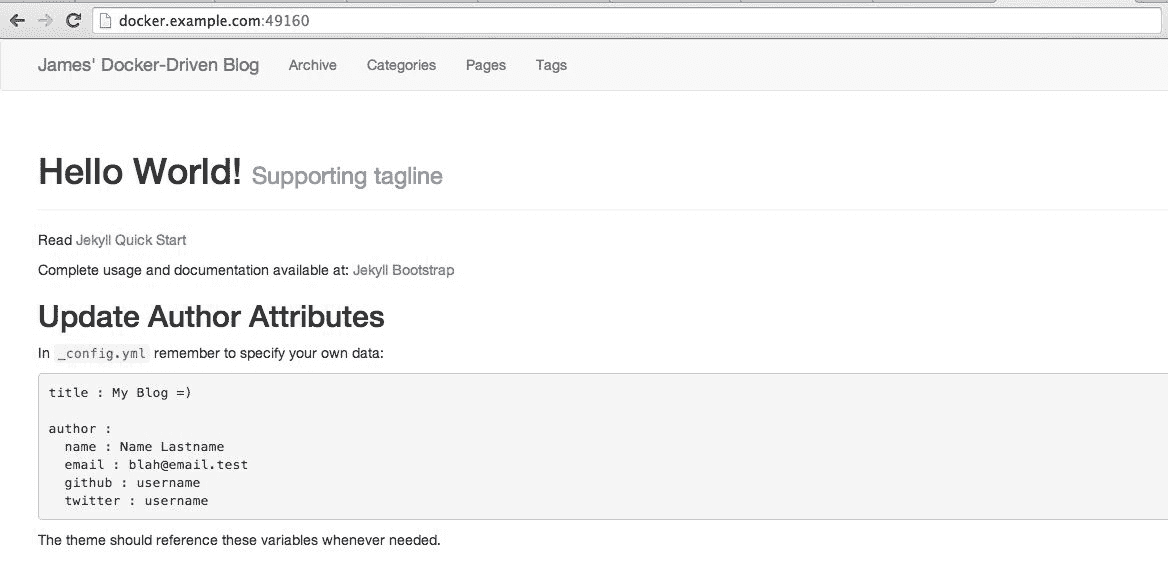 docker.example.com:49160
James' Docker-Driven Blog Archive Categories Pages Tags
Hello World! Supporting tagline
Read Jekyll Quick Start
Complete usage and documentation available at: Jekyll Bootstrap
Update Author Attributes
In _config.yml remember to specify your own data:
title : My Blog =)
author :
name : Name Lastname
email : blah@email.test
github : username
twitter : username
The theme should reference these variables whenever needed.